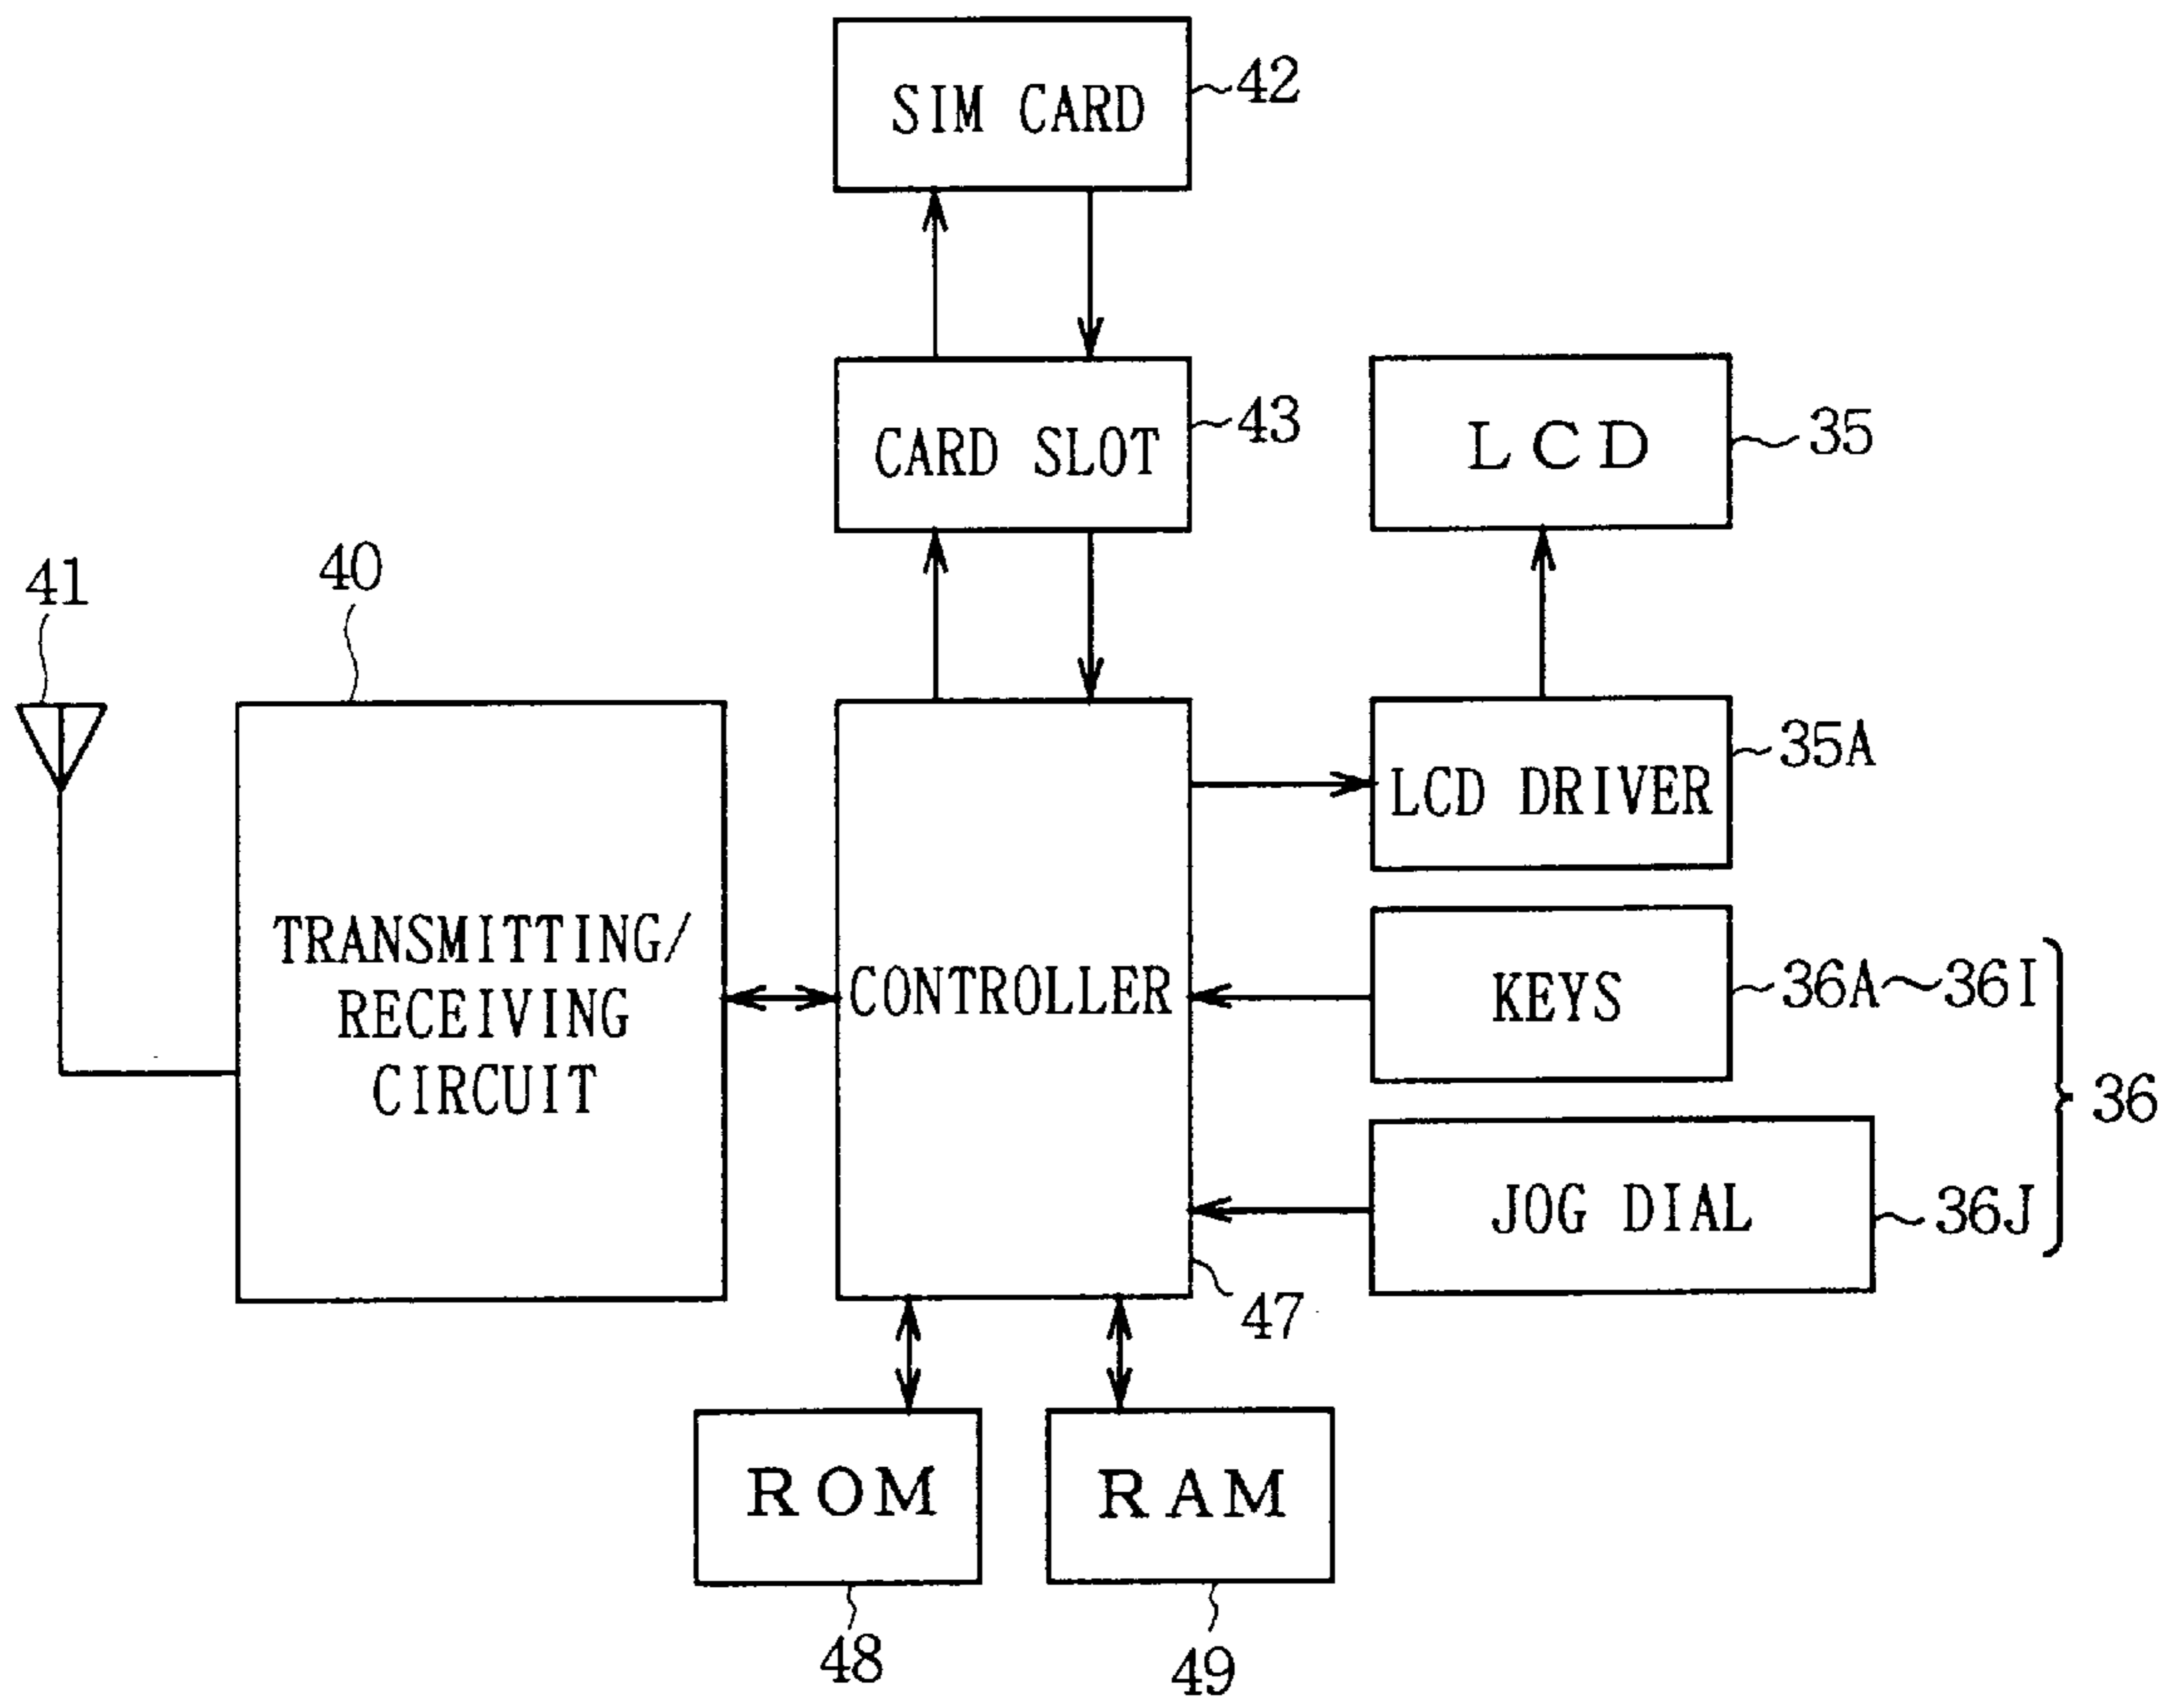 SIM CARD
42
CARD SLOT
43
LCD
35
41
40
TRANSMITTING/
RECEIVING
CIRCUIT
CONTROLLER
47
LCD DRIVER
35A
KEYS
36A～36I
JOG DIAL
36J
36
ROM
48
RAM
49